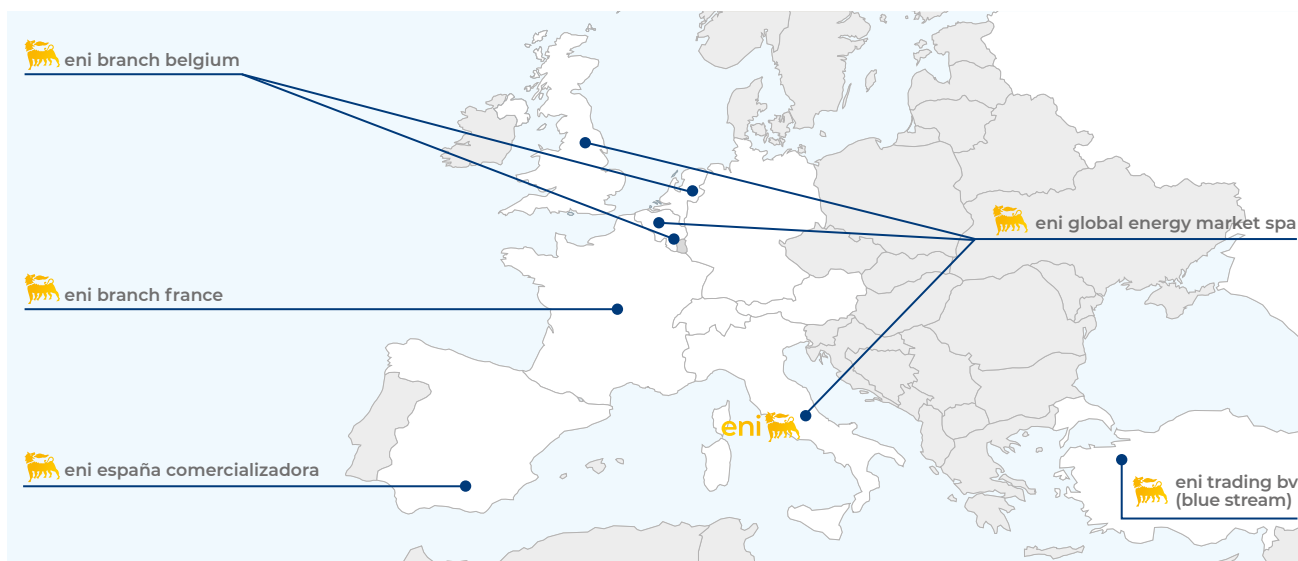 eni branch belgium
eni global energy market spa
eni branch france
eni
eni españa comercializadora
eni trading bv
(blue stream)